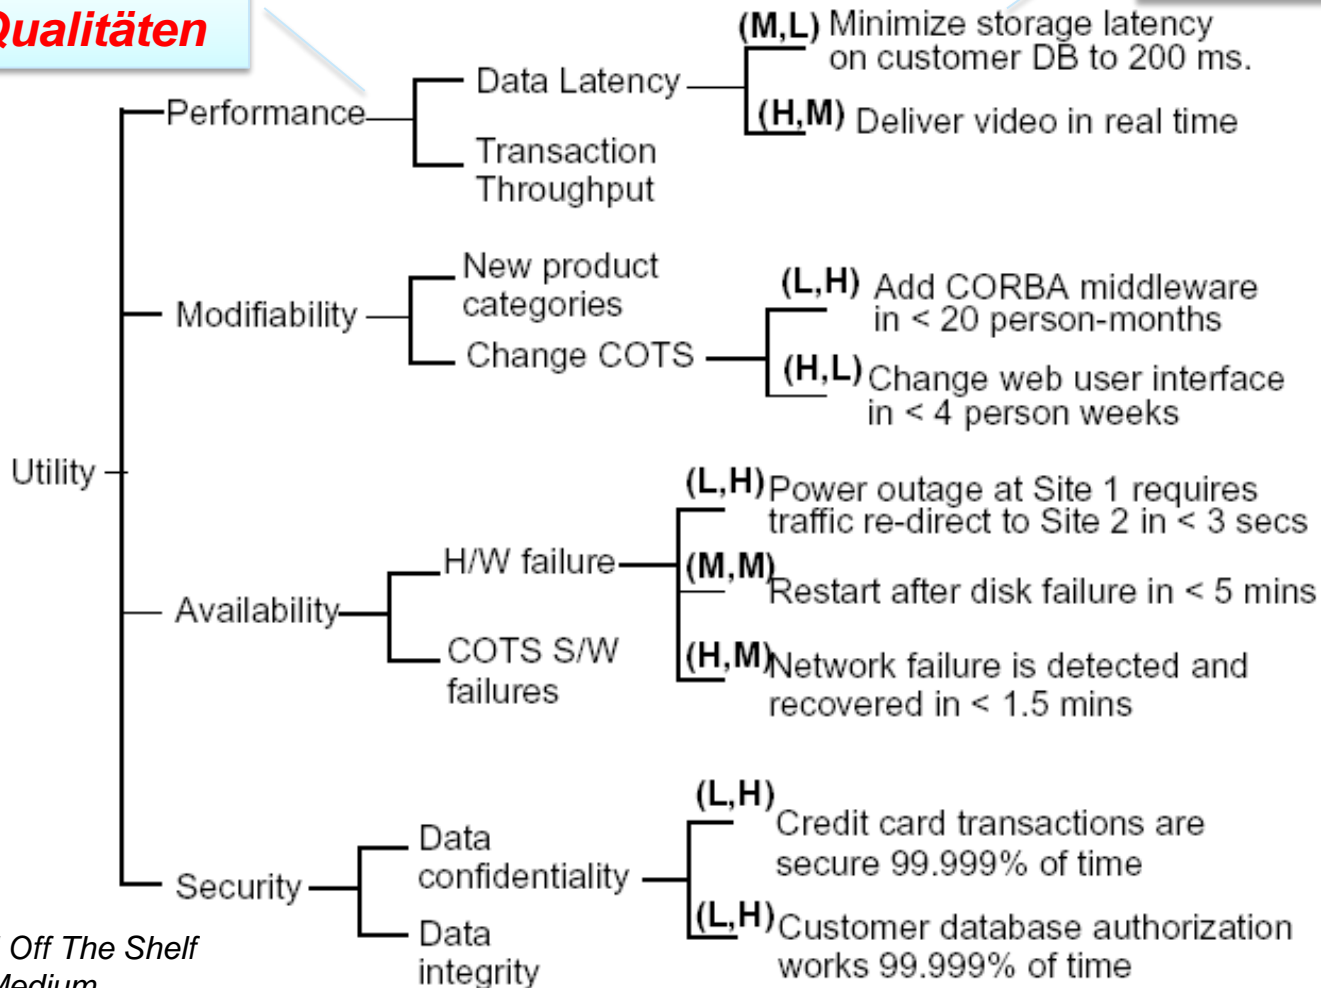 Qualitäten
(M,L) Minimize storage latency
on customer DB to 200 ms.
Data Latency
Performance
(H,M) Deliver video in real time
Transaction
Throughput
New product
categories
(L,H) Add CORBA middleware
in < 20 person-months
Modifiability
Change COTS
(H,L) Change web user interface
in < 4 person weeks
Utility
(L,H) Power outage at Site 1 requires
traffic re-direct to Site 2 in < 3 secs
H/W failure
(M,M) Restart after disk failure in < 5 mins
Availability
COTS S/W
failures
(H,M) Network failure is detected and
recovered in < 1.5 mins
(L,H) Credit card transactions are
secure 99.999% of time
Data
confidentiality
Security
(L,H) Customer database authorization
works 99.999% of time
Data
integrity
Off The Shelf
Medium